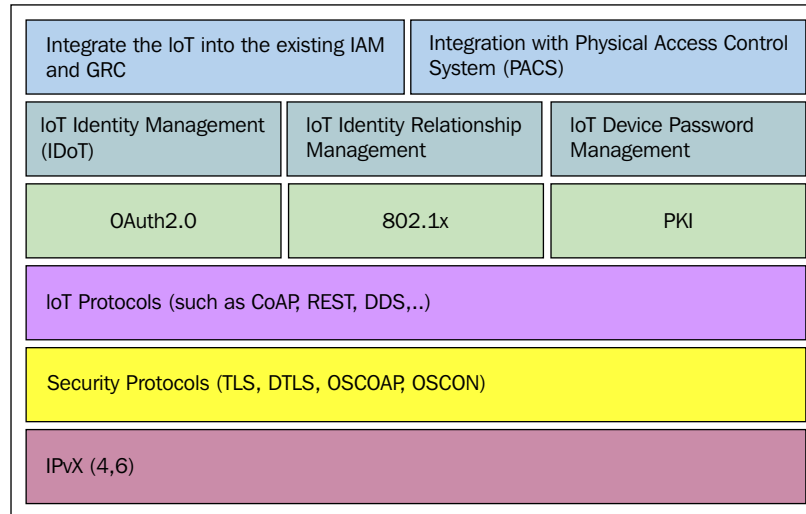 Integrate the IoT into the existing IAM
and GRC
Integration with Physical Access Control
System (PACS)
IoT Identity Management
(IDoT)
IoT Identity Relationship
Management
IoT Device Password
Management
OAuth2.0
802.1x
PKI
IoT Protocols (such as CoAP, REST, DDS,..)
Security Protocols (TLS, DTLS, OSCOAP, OSCON)
IPvX (4,6)